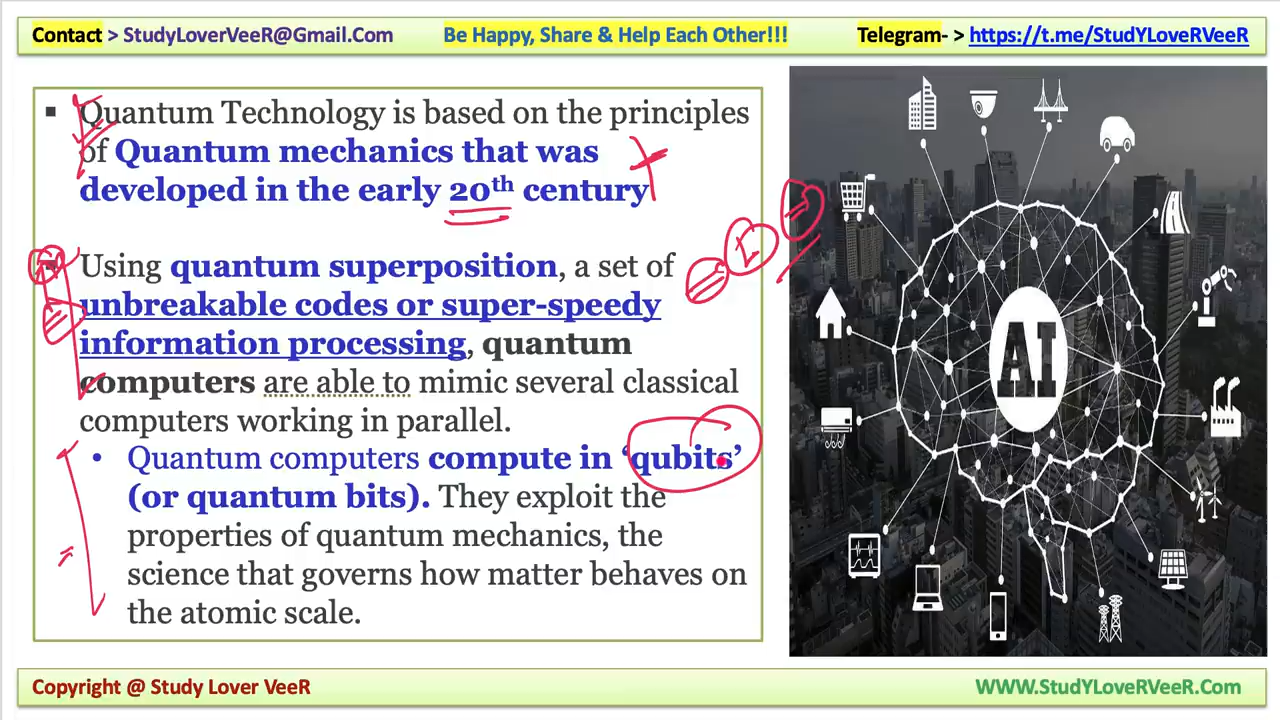 Contact > StudyLoverVeeR@Gmail.Com Be Happy, Share & Help Each Other!!! Telegram- > https://t.me/StudYLoveRVeeR
▪ Quantum Technology is based on the principles
of Quantum mechanics that was
developed in the early 20th century
Using quantum superposition, a set of
unbreakable codes or super-speedy
information processing, quantum
computers are able to mimic several classical
computers working in parallel.
• Quantum computers compute in ‘qubits’
(or quantum bits). They exploit the
properties of quantum mechanics, the
science that governs how matter behaves on
the atomic scale.
AI
Copyright @ Study Lover VeeR WWW.StudYLoveRVeeR.Com